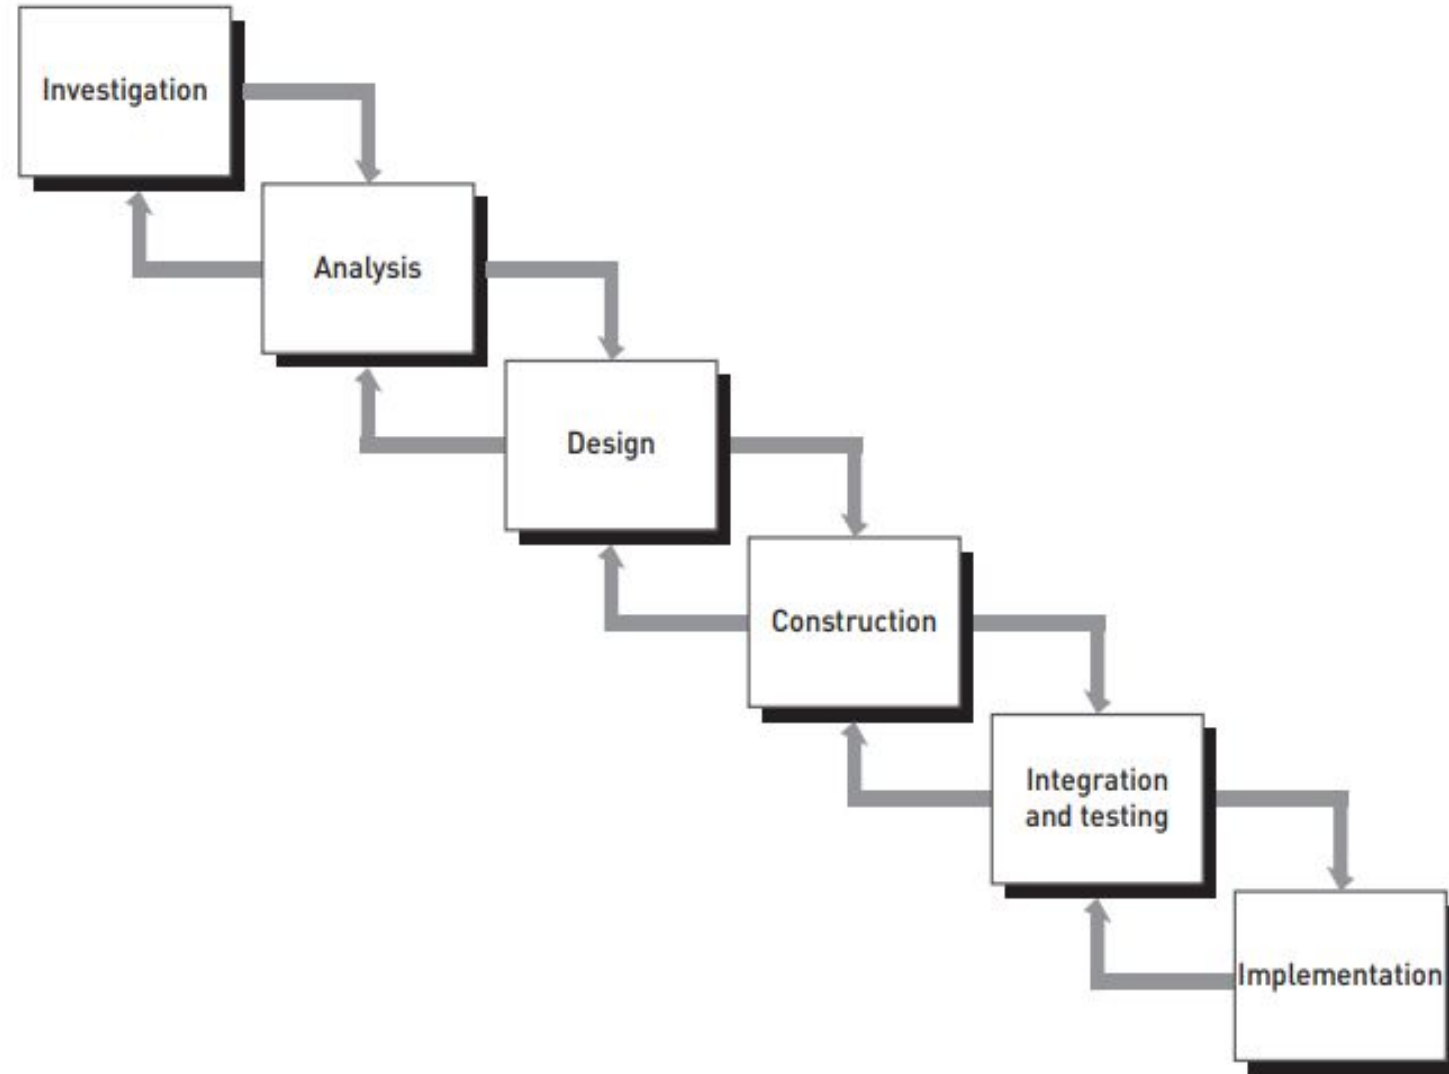 Investigation
Analysis
Design
Construction
Integration
and testing
Implementation